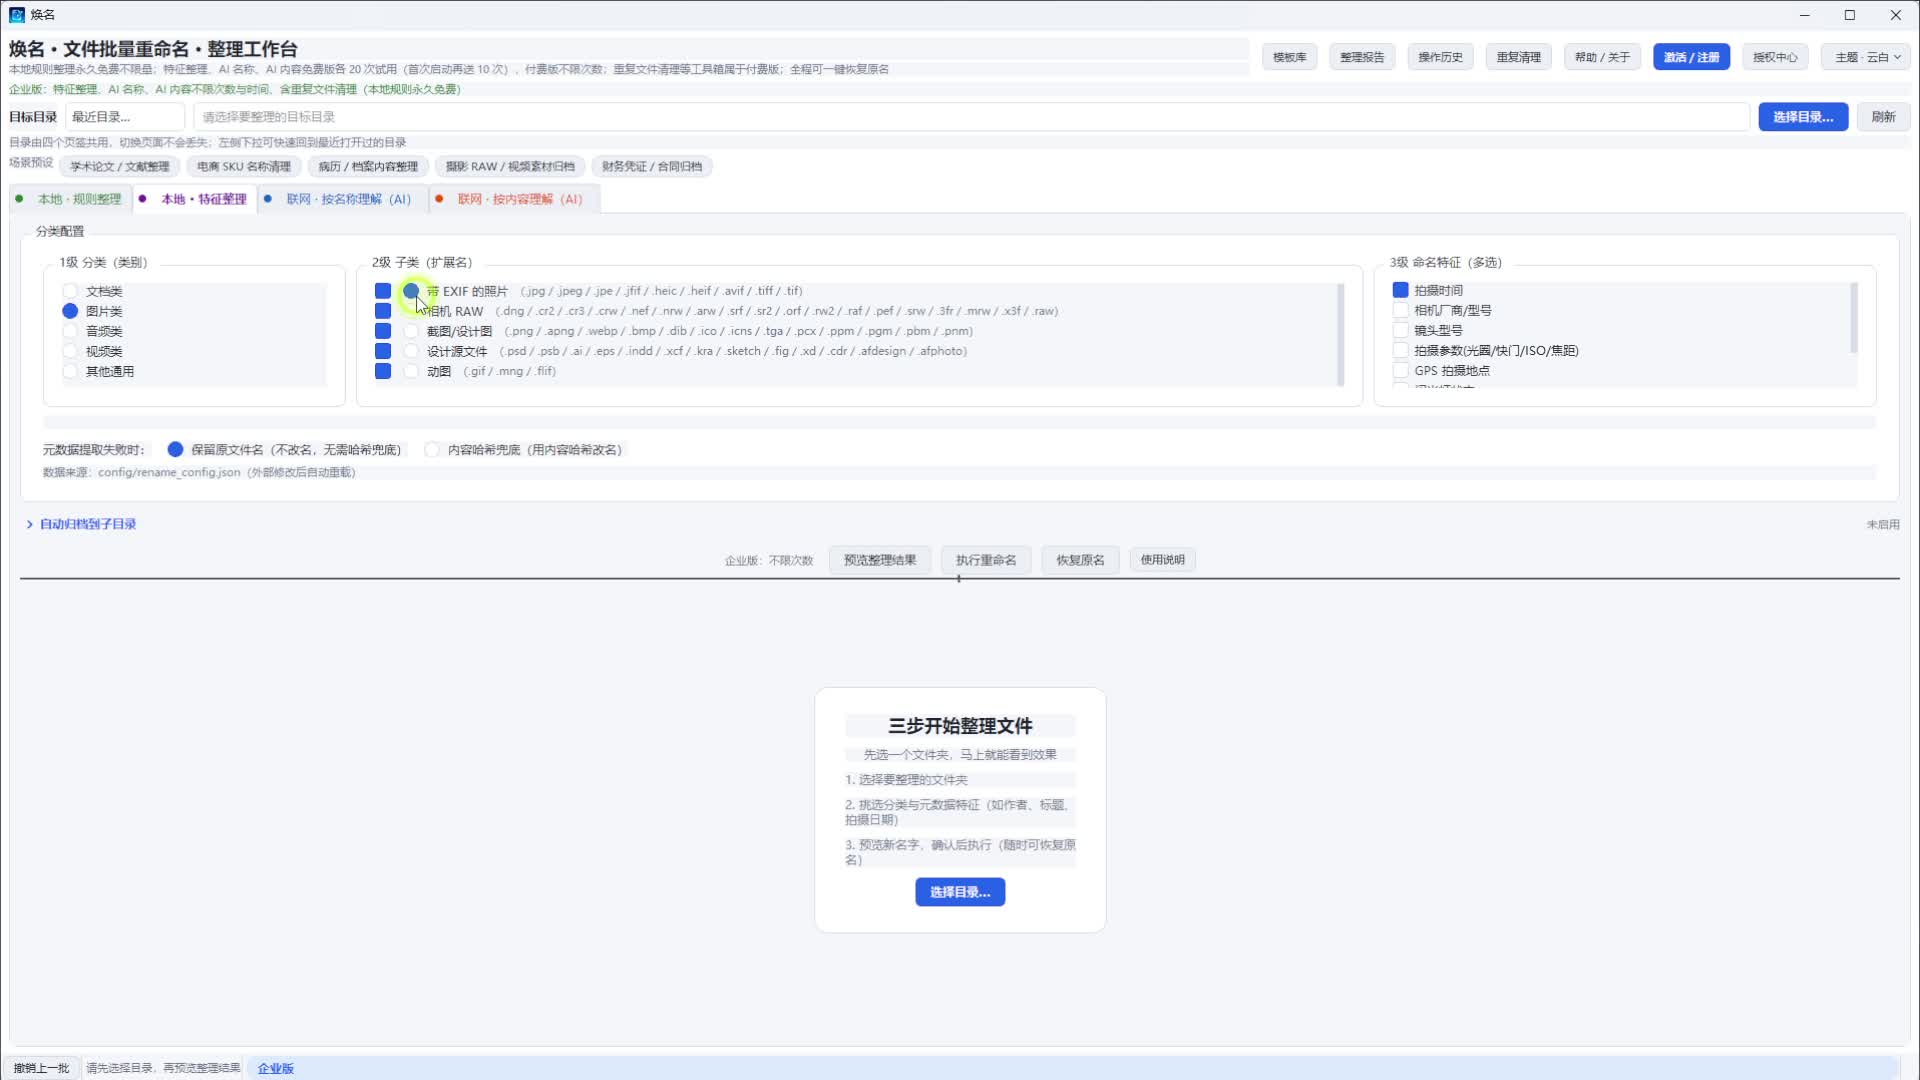 焕名
焕名・文件批量重命名・整理工作台
本地规则整理永久免费不限量；特征整理、AI 名称、AI 内容免费版各 20 次试用（首次启动再送 10 次），付费版不限次数；重复文件清理等工具箱属于付费版；全程可一键恢复原名
企业版：特征整理、AI 名称、AI 内容不限次数与时间、含重复文件清理（本地规则永久免费）
模板库
整理报告
操作历史
重复清理
帮助 / 关于
激活 / 注册
授权中心
主题 · 云白
目标目录
最近目录...
请选择要整理的目标目录
选择目录...
刷新
目录由四个页签共用，切换页面不会丢失；左侧下拉可快速回到最近打开过的目录
场景预设
学术论文 / 文献整理
电商 SKU 名称清理
病历 / 档案内容整理
摄影 RAW / 视频素材归档
财务凭证 / 合同归档
本地 · 规则整理
本地・特征整理
联网 · 按名称理解（AI）
联网 · 按内容理解（AI）
分类配置
1级 分类（类别）
文档类
图片类
音频类
视频类
其他通用
2级 子类（扩展名）
带 EXIF 的照片 （.jpg / .jpeg / .jpe / .jfif / .heic / .heif / .avif / .tiff / .tif）
相机 RAW （.dng / .cr2 / .cr3 / .crw / .nef / .nrw / .arw / .srf / .sr2 / .orf / .rw2 / .raf / .pef / .srw / .3fr / .mrw / .x3f / .raw）
截图/设计图 （.png / .apng / .webp / .bmp / .dib / .ico / .icns / .tga / .pcx / .ppm / .pgm / .pbm / .pnm）
设计源文件 （.psd / .psb / .ai / .eps / .indd / .xcf / .kra / .sketch / .fig / .xd / .cdr / .afdesign / .afphoto）
动图 （.gif / .mng / .flif）
3级 命名特征（多选）
拍摄时间
相机厂商/型号
镜头型号
拍摄参数(光圈/快门/ISO/焦距)
GPS 拍摄地点
元数据提取失败时：
保留原文件名（不改名，无需哈希兜底）
内容哈希兜底（用内容哈希改名）
数据来源：config/rename_config.json（外部修改后自动重载）
自动归档到子目录
未启用
企业版：不限次数
预览整理结果
执行重命名
恢复原名
使用说明
三步开始整理文件
先选一个文件夹，马上就能看到效果
1. 选择要整理的文件夹
2. 挑选分类与元数据特征（如作者、标题、
拍摄日期）
3. 预览新名字，确认后执行（随时可恢复原
名）
选择目录...
撤销上一批
请先选择目录，再预览整理结果
企业版